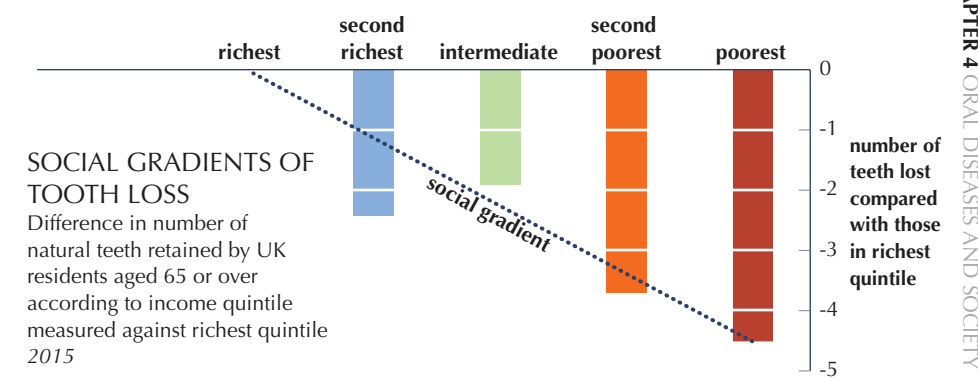 richest
second
richest
intermediate
second
poorest
poorest
0
-1
-2
-3
-4
-5
number of
teeth lost
compared
with those
in richest
quintile
social gradient
SOCIAL GRADIENTS OF
TOOTH LOSS
Difference in number of
natural teeth retained by UK
residents aged 65 or over
according to income quintile
measured against richest quintile
2015
PTER 4 ORAL DISEASES AND SOCIETY